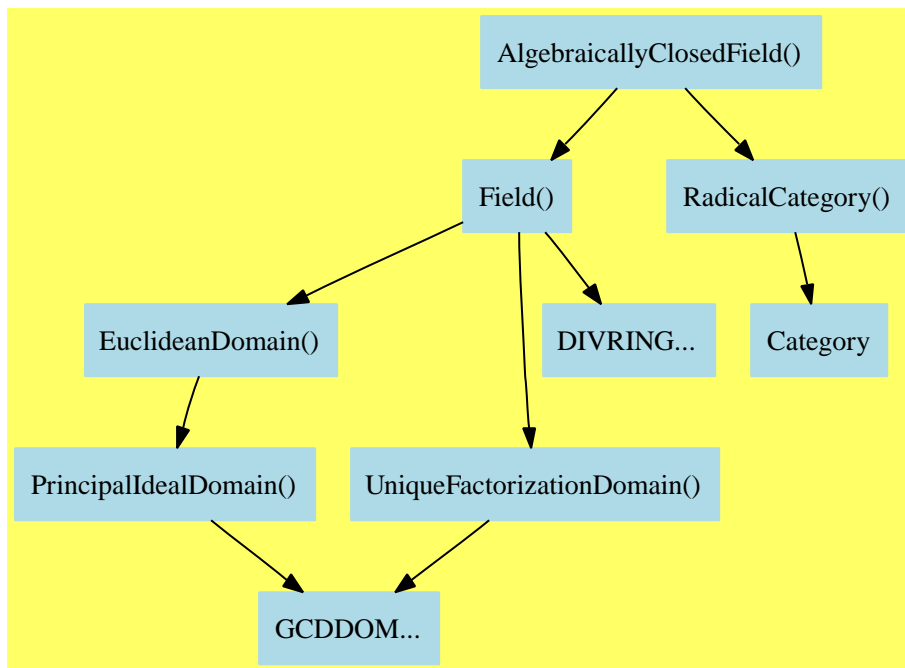 AlgebraicallyClosedField()
Field()
RadicalCategory()
EuclideanDomain()
DIVRING...
Category
PrincipalIdealDomain()
UniqueFactorizationDomain()
GCDDOM...